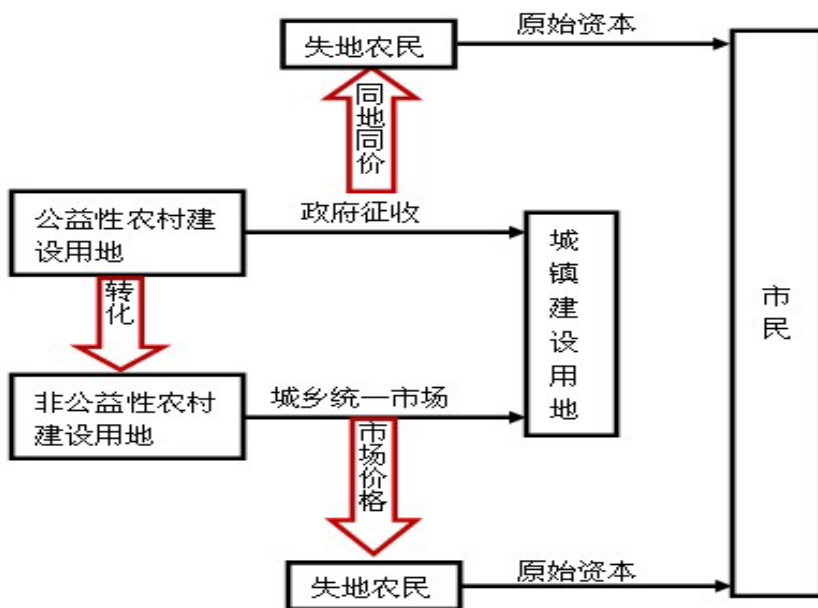 失地农民
原始资本
同地同价
公益性农村建
设用地
政府征收
城镇建设用地
市民
转化
非公益性农村
建设用地
城乡统一市场
市场价格
失地农民
原始资本